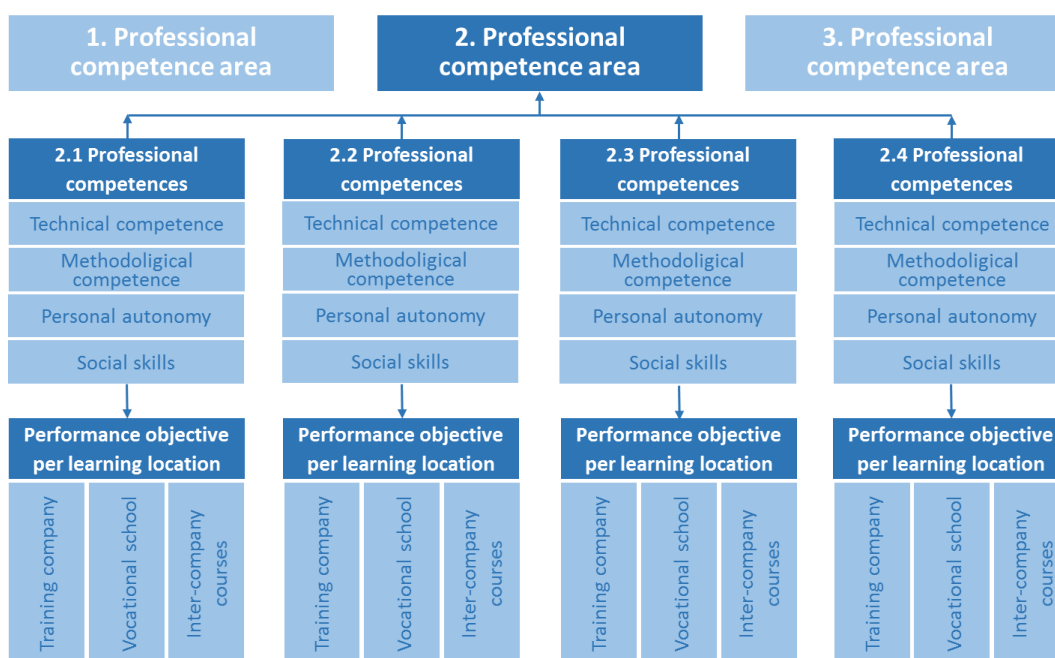 1. Professional
competence area
2. Professional
competence area
3. Professional
competence area
2.1 Professional
competences
2.2 Professional
competences
2.3 Professional
competences
2.4 Professional
competences
Technical competence
Technical competence
Technical competence
Technical competence
Methodoligical
competence
Methodoligical
competence
Methodoligical
competence
Methodoligical
competence
Personal autonomy
Personal autonomy
Personal autonomy
Personal autonomy
Social skills
Social skills
Social skills
Social skills
Performance objective
per learning location
Performance objective
per learning location
Performance objective
per learning location
Performance objective
per learning location
Training company
Vocational school
Inter-company
courses
Training company
Vocational school
Inter-company
courses
Training company
Vocational school
Inter-company
courses
Training company
Vocational school
Inter-company
courses